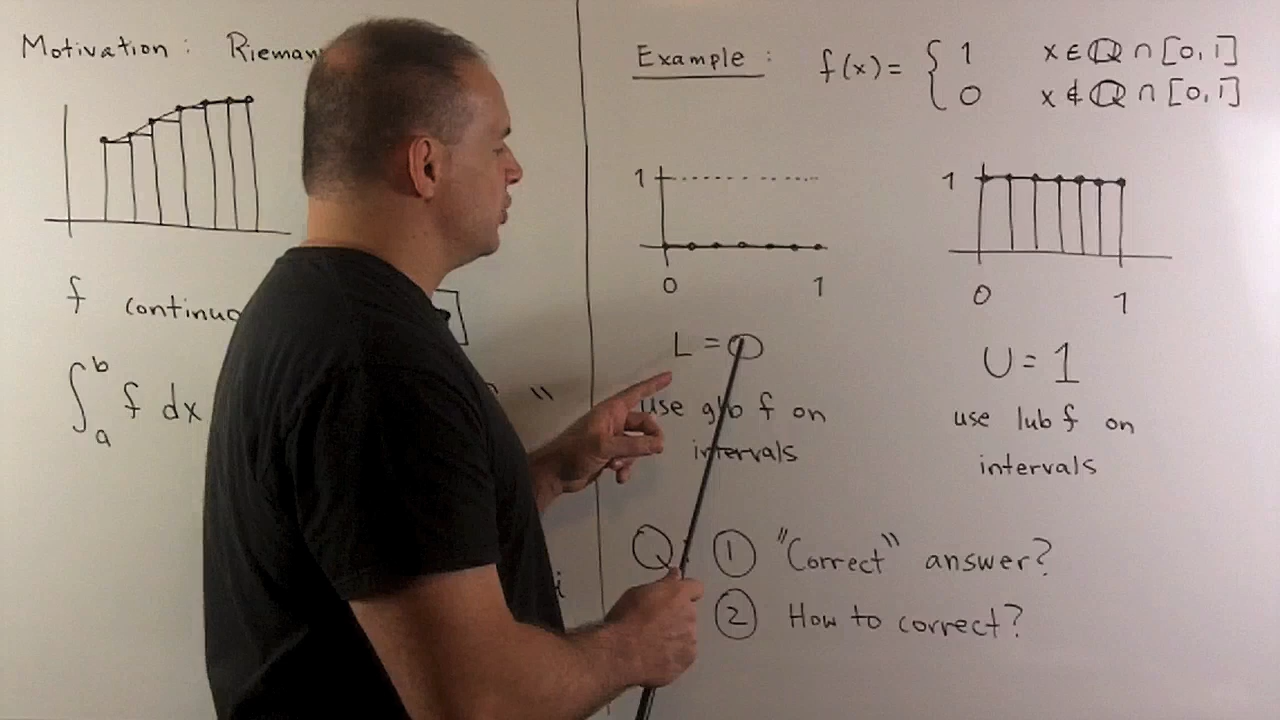 Motivation :
f continuo
∫ₐᵇ f dx
"
i
Example : f(x) = { 1 x ∈ ℚ ∩ [0,1]
0 x ∉ ℚ ∩ [0,1]
1
0 1
L = 0
use glb f on
intervals
1
0 1
U = 1
use lub f on
intervals
Q: ① "Correct" answer?
② How to correct?